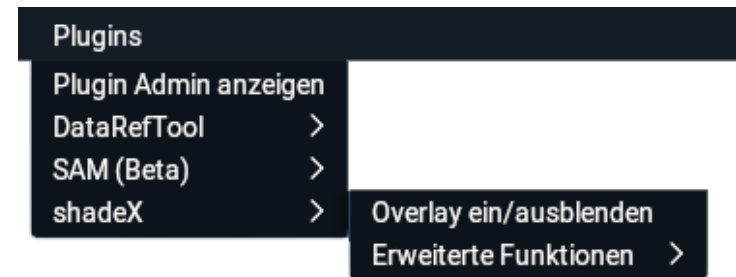 Plugins
Plugin Admin anzeigen
DataRefTool
SAM (Beta)
shadeX
Overlay ein/ausblenden
Erweiterte Funktionen